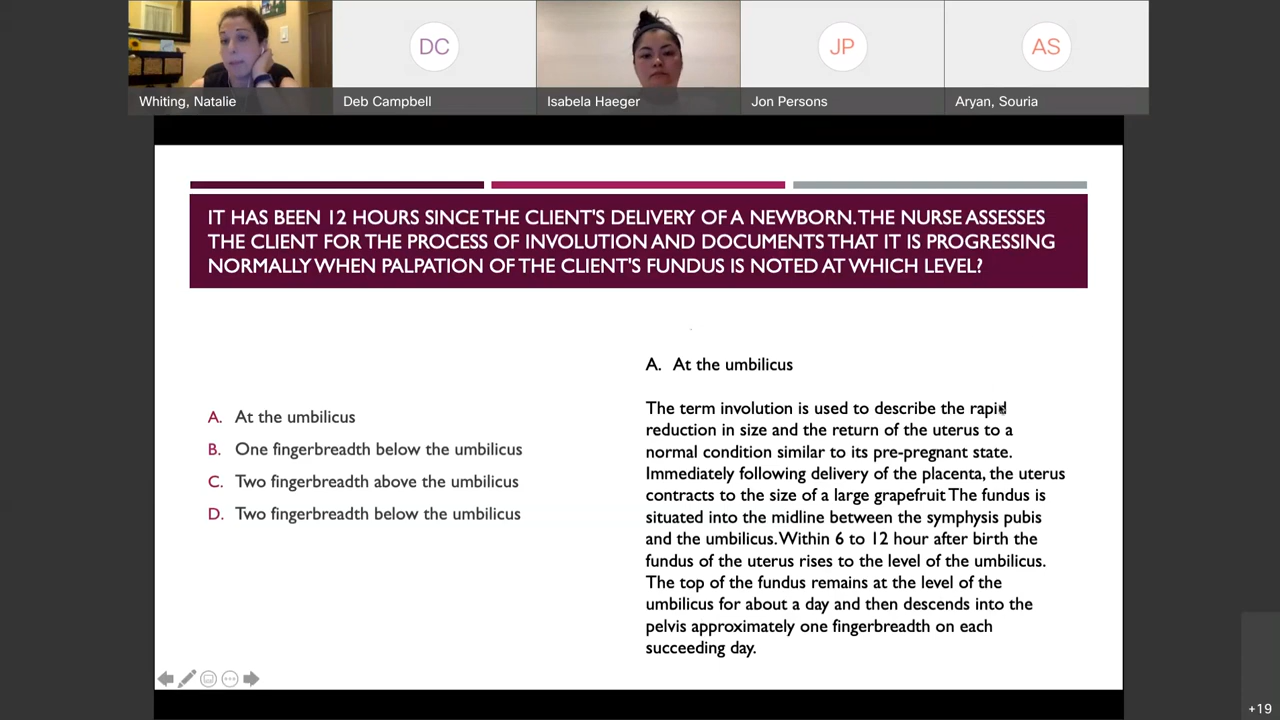 DC
JP
AS
Whiting, Natalie
Deb Campbell
Isabela Haeger
Jon Persons
Aryan, Souria
IT HAS BEEN 12 HOURS SINCE THE CLIENT'S DELIVERY OF A NEWBORN. THE NURSE ASSESSES
THE CLIENT FOR THE PROCESS OF INVOLUTION AND DOCUMENTS THAT IT IS PROGRESSING
NORMALLY WHEN PALPATION OF THE CLIENT'S FUNDUS IS NOTED AT WHICH LEVEL?
A. At the umbilicus
B. One fingerbreadth below the umbilicus
C. Two fingerbreadth above the umbilicus
D. Two fingerbreadth below the umbilicus
A. At the umbilicus
The term involution is used to describe the rapid
reduction in size and the return of the uterus to a
normal condition similar to its pre-pregnant state.
Immediately following delivery of the placenta, the uterus
contracts to the size of a large grapefruit The fundus is
situated into the midline between the symphysis pubis
and the umbilicus. Within 6 to 12 hour after birth the
fundus of the uterus rises to the level of the umbilicus.
The top of the fundus remains at the level of the
umbilicus for about a day and then descends into the
pelvis approximately one fingerbreadth on each
succeeding day.
+19